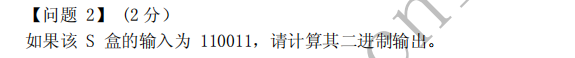 【问题 2】（2 分）
如果该 S 盒的输入为 110011，请计算其二进制输出。